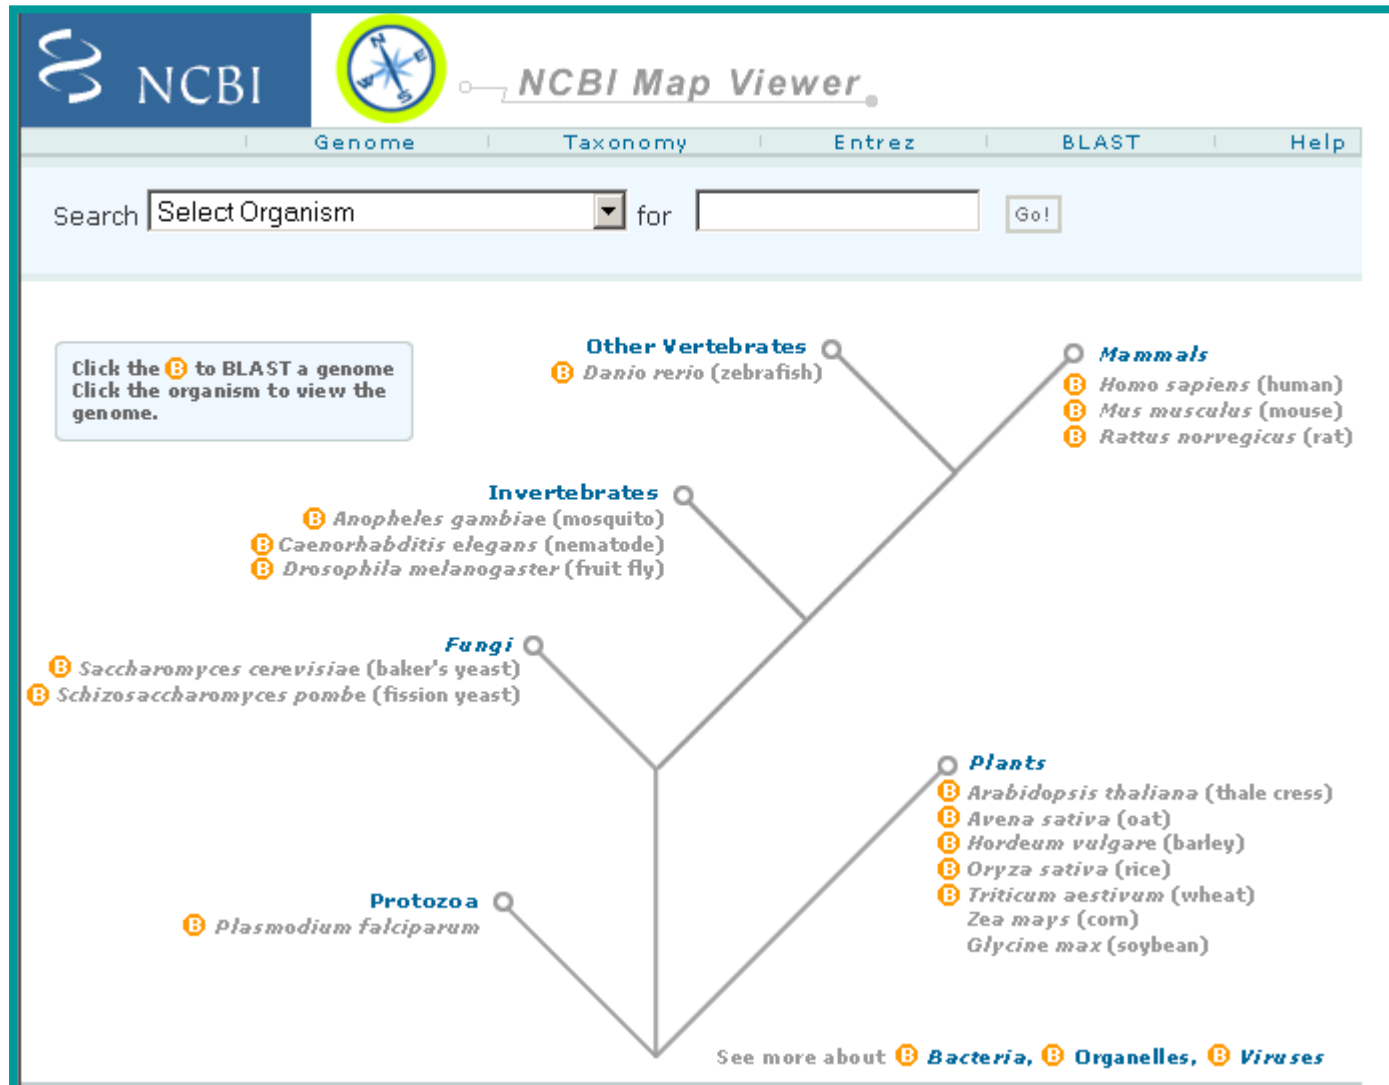 NCBI
N E W S
NCBI Map Viewer
Genome Taxonomy Entrez BLAST Help
Search Select Organism for Go!
Click the B to BLAST a genome
Click the organism to view the
genome.
Other Vertebrates
B Danio rerio (zebrafish)
Mammals
B Homo sapiens (human)
B Mus musculus (mouse)
B Rattus norvegicus (rat)
Invertebrates
B Anopheles gambiae (mosquito)
B Caenorhabditis elegans (nematode)
B Drosophila melanogaster (fruit fly)
Fungi
B Saccharomyces cerevisiae (baker's yeast)
B Schizosaccharomyces pombe (fission yeast)
Plants
B Arabidopsis thaliana (thale cress)
B Avena sativa (oat)
B Hordeum vulgare (barley)
B Oryza sativa (rice)
B Triticum aestivum (wheat)
Zea mays (corn)
Glycine max (soybean)
Protozoa
B Plasmodium falciparum
See more about B Bacteria, B Organelles, B Viruses